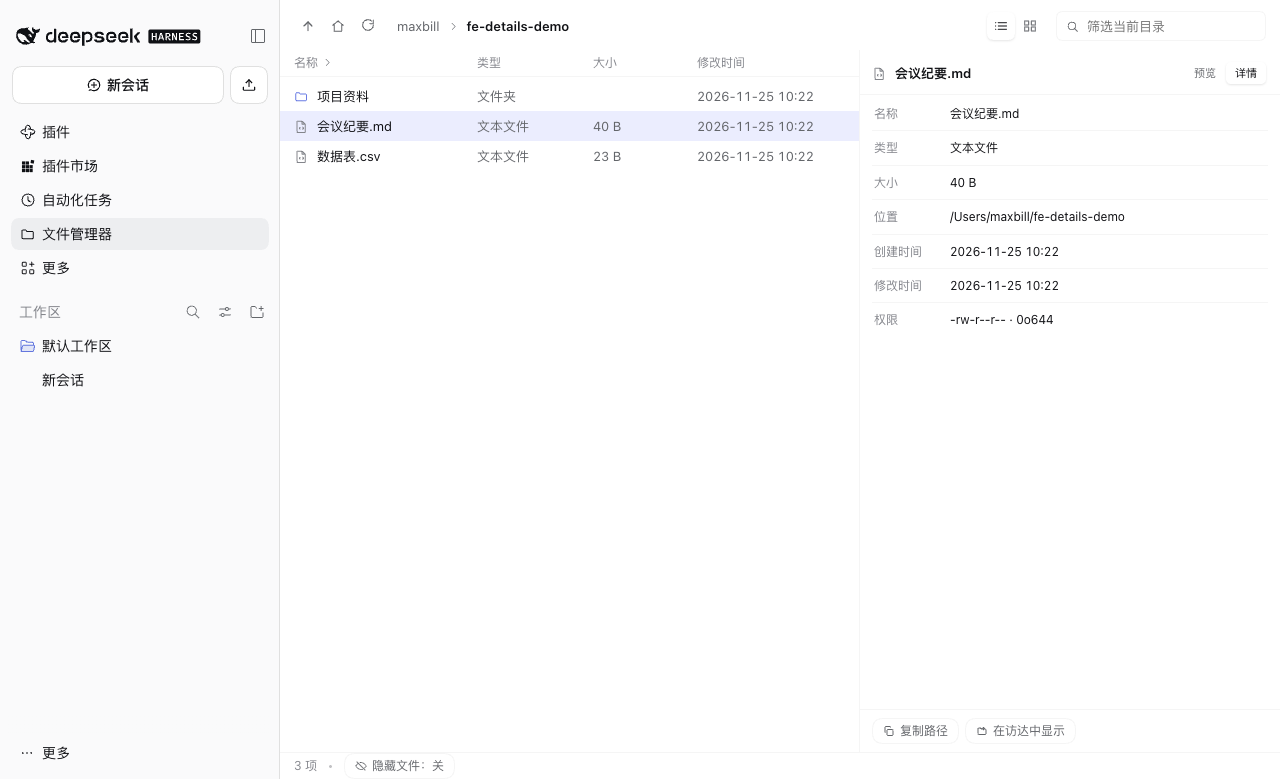 deepseek HARNESS
新会话
插件
插件市场
自动化任务
文件管理器
更多
工作区
默认工作区
新会话
更多
maxbill fe-details-demo
筛选当前目录
名称 类型 大小 修改时间
项目资料 文件夹 2026-11-25 10:22
会议纪要.md 文本文件 40 B 2026-11-25 10:22
数据表.csv 文本文件 23 B 2026-11-25 10:22
会议纪要.md 预览 详情
名称 会议纪要.md
类型 文本文件
大小 40 B
位置 /Users/maxbill/fe-details-demo
创建时间 2026-11-25 10:22
修改时间 2026-11-25 10:22
权限 -rw-r--r-- · 0o644
复制路径 在访达中显示
3 项 · 隐藏文件：关